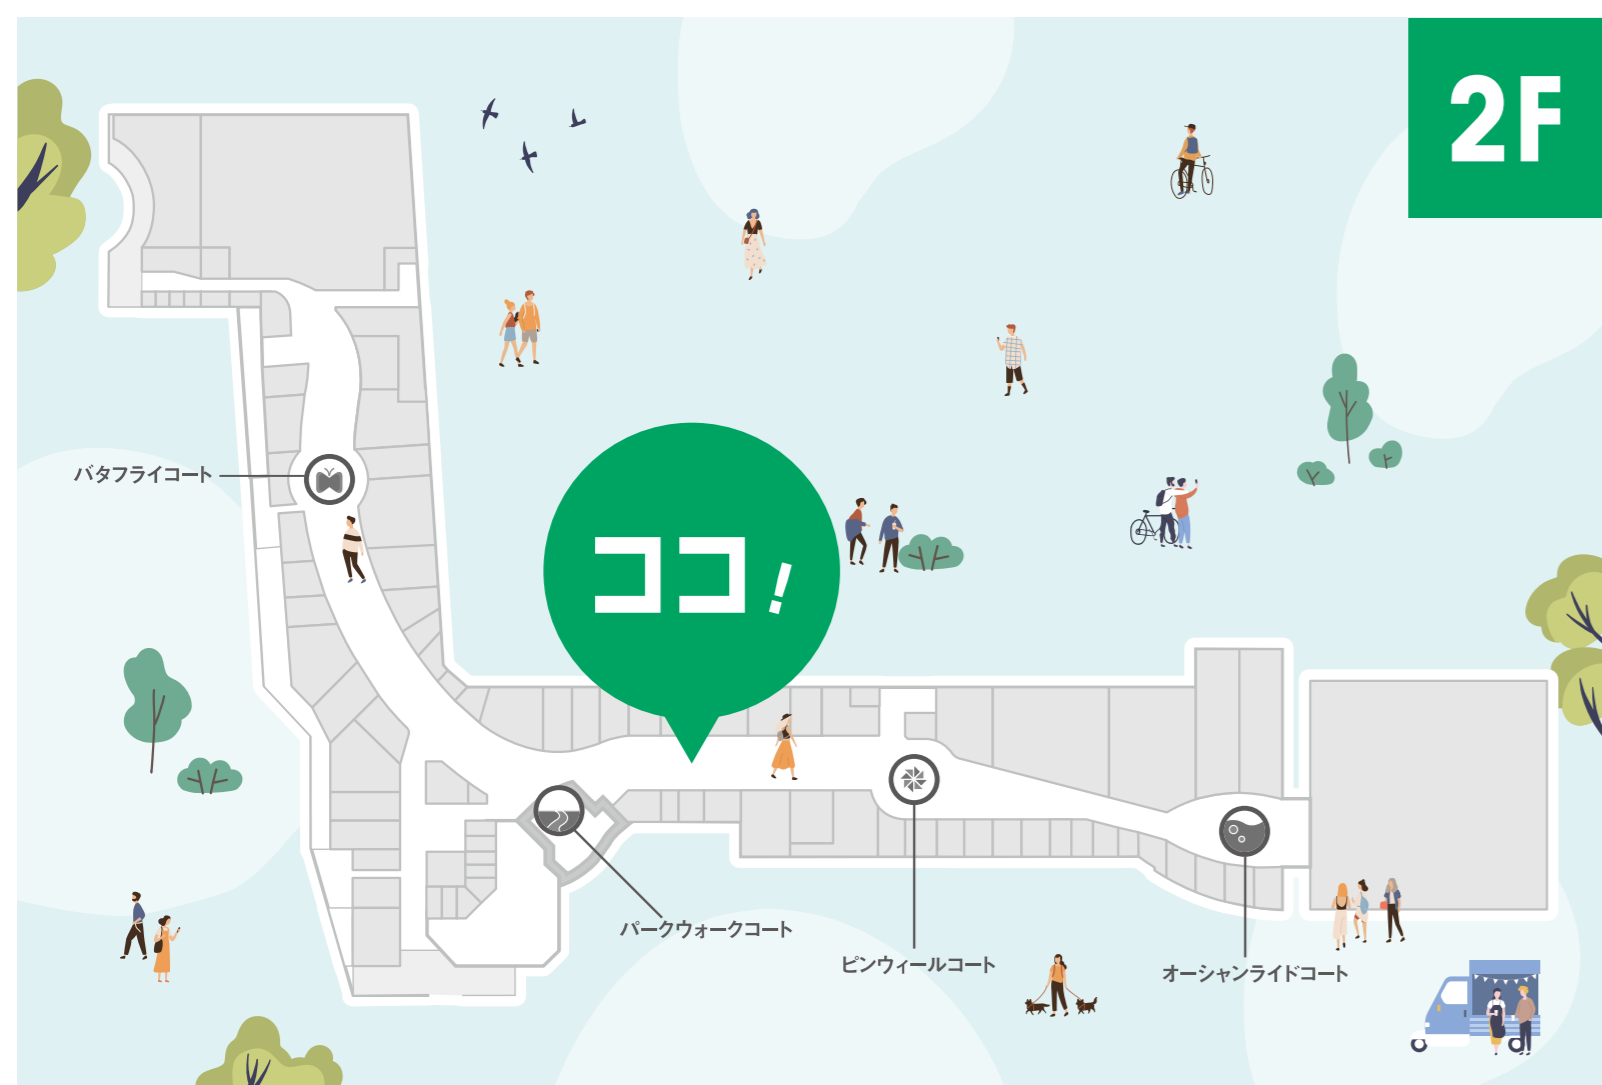 2F
バタフライコート
ココ!
パークウォークコート
ピンウィールコート
オーシャンライドコート